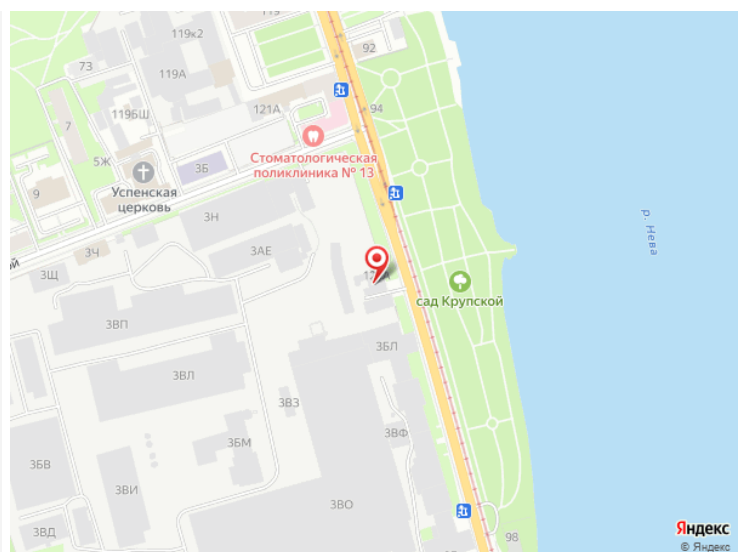 119
119к2
92
73
119А
94
121А
119БШ
7
Стоматологическая
поликлиника № 13
5Ж
3Б
Успенская
церковь
9
3Н
р. Нева
3АЕ
3Ч
3Щ
ой
сад Крупской
3ВП
3БЛ
3ВЛ
3ВЗ
3ВФ
3БМ
3БВ
3ВИ
3ВО
3ВД
98
Яндекс
© Яндекс